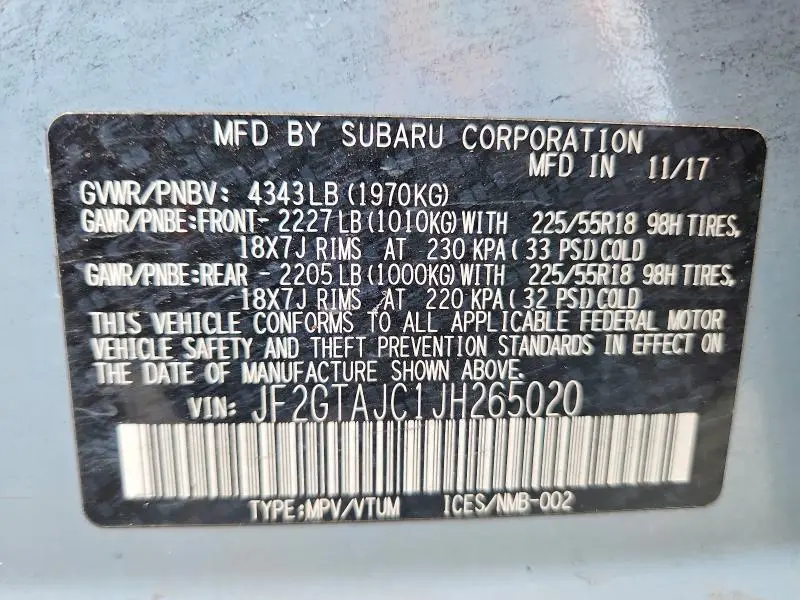 MFD BY SUBARU CORPORATION
MFD IN 11/17
GVWR/PNBV: 4343LB (1970KG)
GAWR/PNBE:FRONT- 2227LB (1010KG) WITH 225/55R18 98H TIRES,
18X7J RIMS AT 230 KPA ( 33 PSI) COLD
GAWR/PNBE:REAR - 2205LB (1000KG) WITH 225/55R18 98H TIRES,
18X7J RIMS AT 220 KPA ( 32 PSI) COLD
THIS VEHICLE CONFORMS TO ALL APPLICABLE FEDERAL MOTOR
VEHICLE SAFETY AND THEFT PREVENTION STANDARDS IN EFFECT ON
THE DATE OF MANUFACTURE SHOWN ABOVE.
VIN: JF2GTAJC1JH265020
TYPE:MPV/VTUM ICES/NMB-002